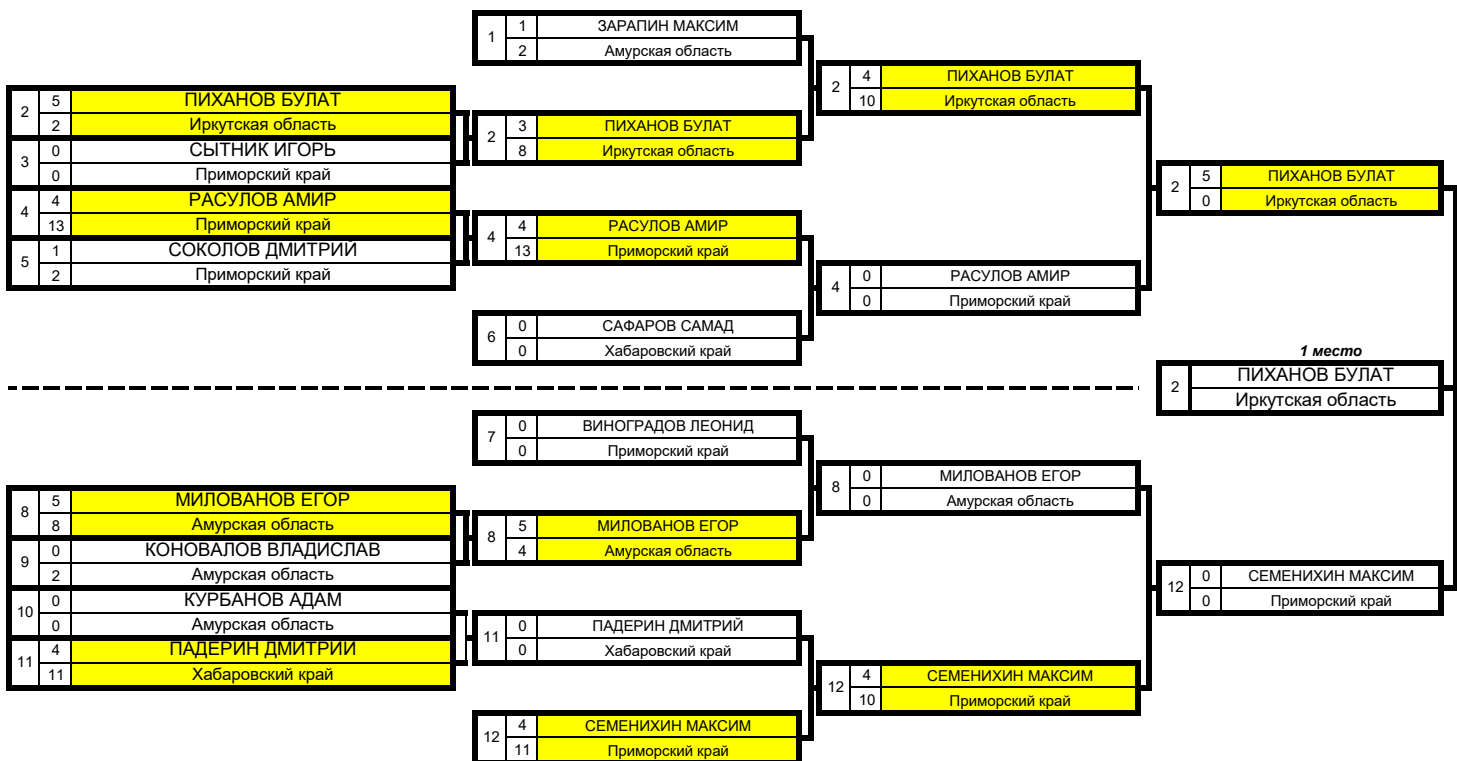 1 1 ЗАРАПИН МАКСИМ
2 Амурская область
2 4 ПИХАНОВ БУЛАТ
10 Иркутская область
2 5 ПИХАНОВ БУЛАТ
2 Иркутская область
2 3 ПИХАНОВ БУЛАТ
8 Иркутская область
3 0 СЫТНИК ИГОРЬ
0 Приморский край
2 5 ПИХАНОВ БУЛАТ
0 Иркутская область
4 4 РАСУЛОВ АМИР
13 Приморский край
4 4 РАСУЛОВ АМИР
13 Приморский край
5 1 СОКОЛОВ ДМИТРИЙ
2 Приморский край
4 0 РАСУЛОВ АМИР
0 Приморский край
6 0 САФАРОВ САМАД
0 Хабаровский край
1 место
2 ПИХАНОВ БУЛАТ
Иркутская область
7 0 ВИНОГРАДОВ ЛЕОНИД
0 Приморский край
8 0 МИЛОВАНОВ ЕГОР
0 Амурская область
8 5 МИЛОВАНОВ ЕГОР
8 Амурская область
8 5 МИЛОВАНОВ ЕГОР
4 Амурская область
9 0 КОНОВАЛОВ ВЛАДИСЛАВ
2 Амурская область
12 0 СЕМЕНИХИН МАКСИМ
0 Приморский край
10 0 КУРБАНОВ АДАМ
0 Амурская область
11 0 ПАДЕРИН ДМИТРИЙ
0 Хабаровский край
11 4 ПАДЕРИН ДМИТРИЙ
11 Хабаровский край
12 4 СЕМЕНИХИН МАКСИМ
10 Приморский край
12 4 СЕМЕНИХИН МАКСИМ
11 Приморский край